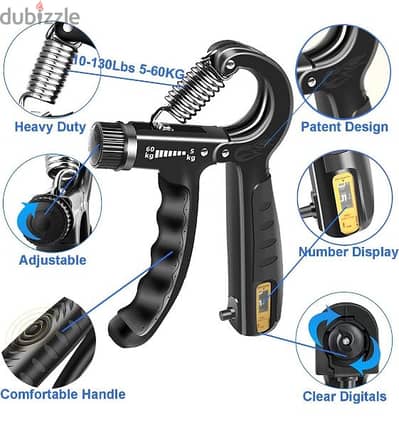 dubizzle
10-130Lbs 5-60KG
Heavy Duty
Patent Design
60 kg 5 kg
Adjustable
Number Display
Comfortable Handle
Clear Digitals